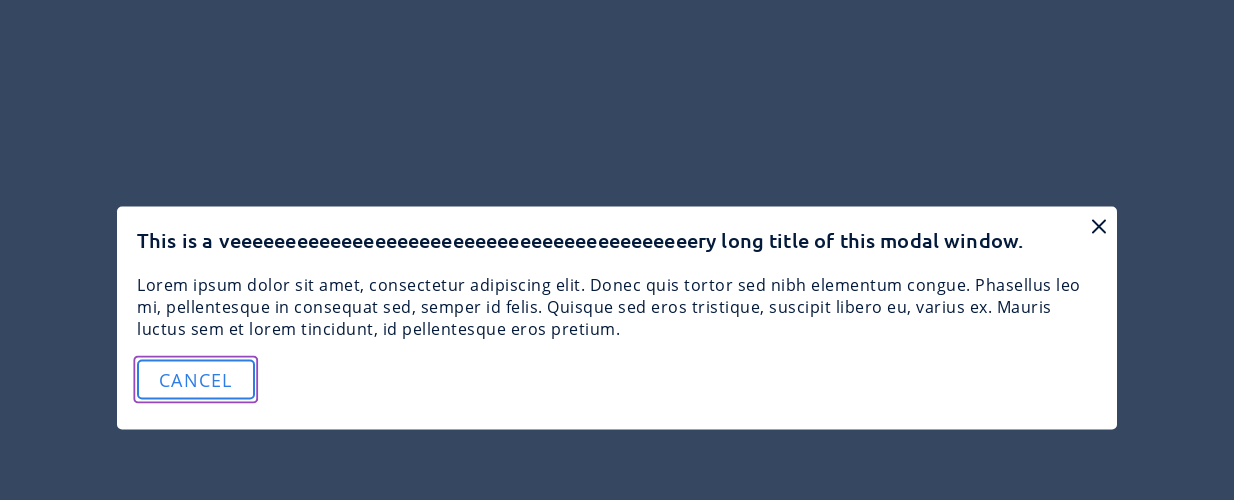 This is a veeeeeeeeeeeeeeeeeeeeeeeeeeeeeeeeeeeeeeeeeery long title of this modal window.
Lorem ipsum dolor sit amet, consectetur adipiscing elit. Donec quis tortor sed nibh elementum congue. Phasellus leo
mi, pellentesque in consequat sed, semper id felis. Quisque sed eros tristique, suscipit libero eu, varius ex. Mauris
luctus sem et lorem tincidunt, id pellentesque eros pretium.
CANCEL